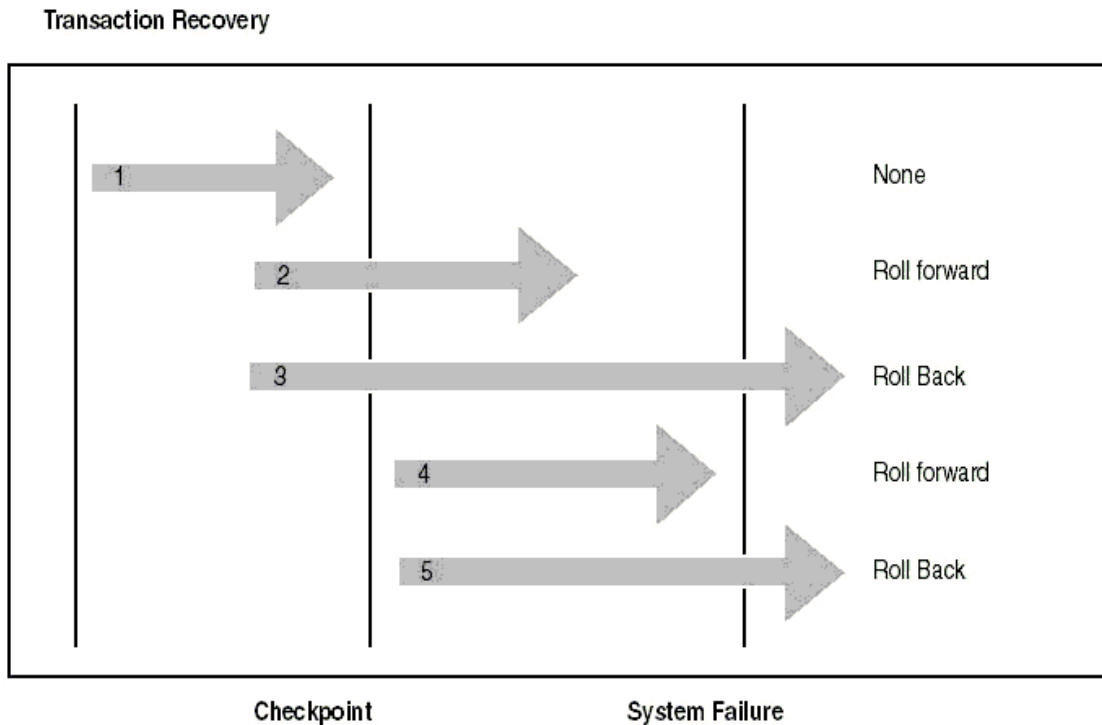 Transaction Recovery
1
None
2
Roll forward
3
Roll Back
4
Roll forward
5
Roll Back
Checkpoint
System Failure